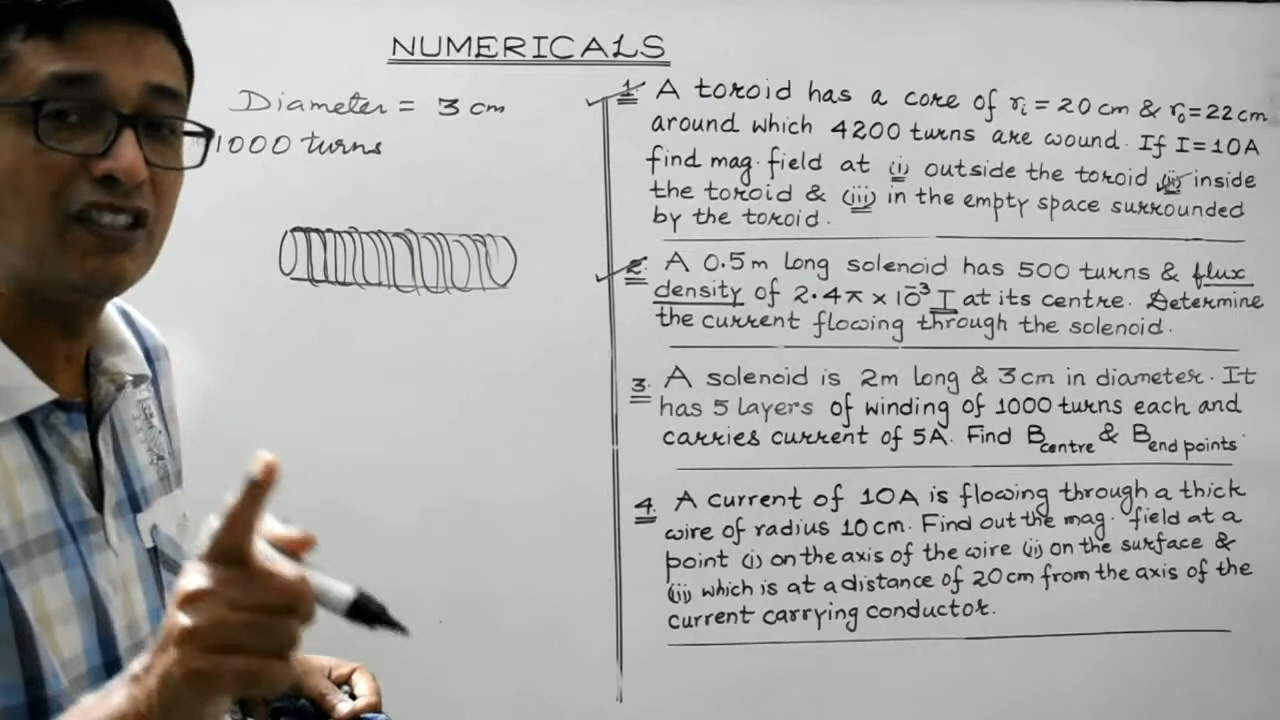 NUMERICALS
Diameter = 3 cm
1000 turns
1. A toroid has a core of rᵢ = 20 cm & r₀ = 22 cm
around which 4200 turns are wound. If I = 10A
find mag. field at (i) outside the toroid (ii) inside
the toroid & (iii) in the empty space surrounded
by the toroid.
2. A 0.5m long solenoid has 500 turns & flux
density of 2.4π × 10⁻³ T at its centre. Determine
the current flowing through the solenoid.
3. A solenoid is 2m long & 3cm in diameter. It
has 5 layers of winding of 1000 turns each and
carries current of 5A. Find B centre & B end points.
4. A current of 10A is flowing through a thick
wire of radius 10 cm. Find out the mag. field at a
point (i) on the axis of the wire (ii) on the surface &
(ii) which is at a distance of 20 cm from the axis of the
current carrying conductor.